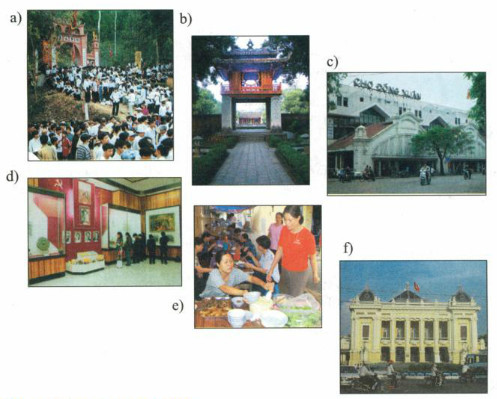 a)
b)
c)
CHỢ ĐỒNG XUÂN
d)
e)
f)